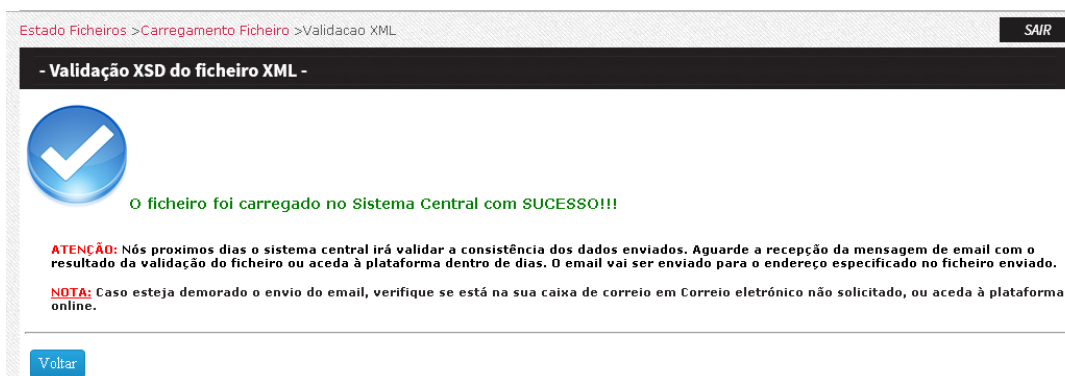 Estado Ficheiros >Carregamento Ficheiro >Validacao XML
SAIR
- Validação XSD do ficheiro XML -
O ficheiro foi carregado no Sistema Central com SUCESSO!!!
ATENÇÃO: Nós proximos dias o sistema central irá validar a consistência dos dados enviados. Aguarde a recepção da mensagem de email com o
resultado da validação do ficheiro ou aceda à plataforma dentro de dias. O email vai ser enviado para o endereço especificado no ficheiro enviado.
NOTA: Caso esteja demorado o envio do email, verifique se está na sua caixa de correio em Correio eletrónico não solicitado, ou aceda à plataforma
online.
Voltar